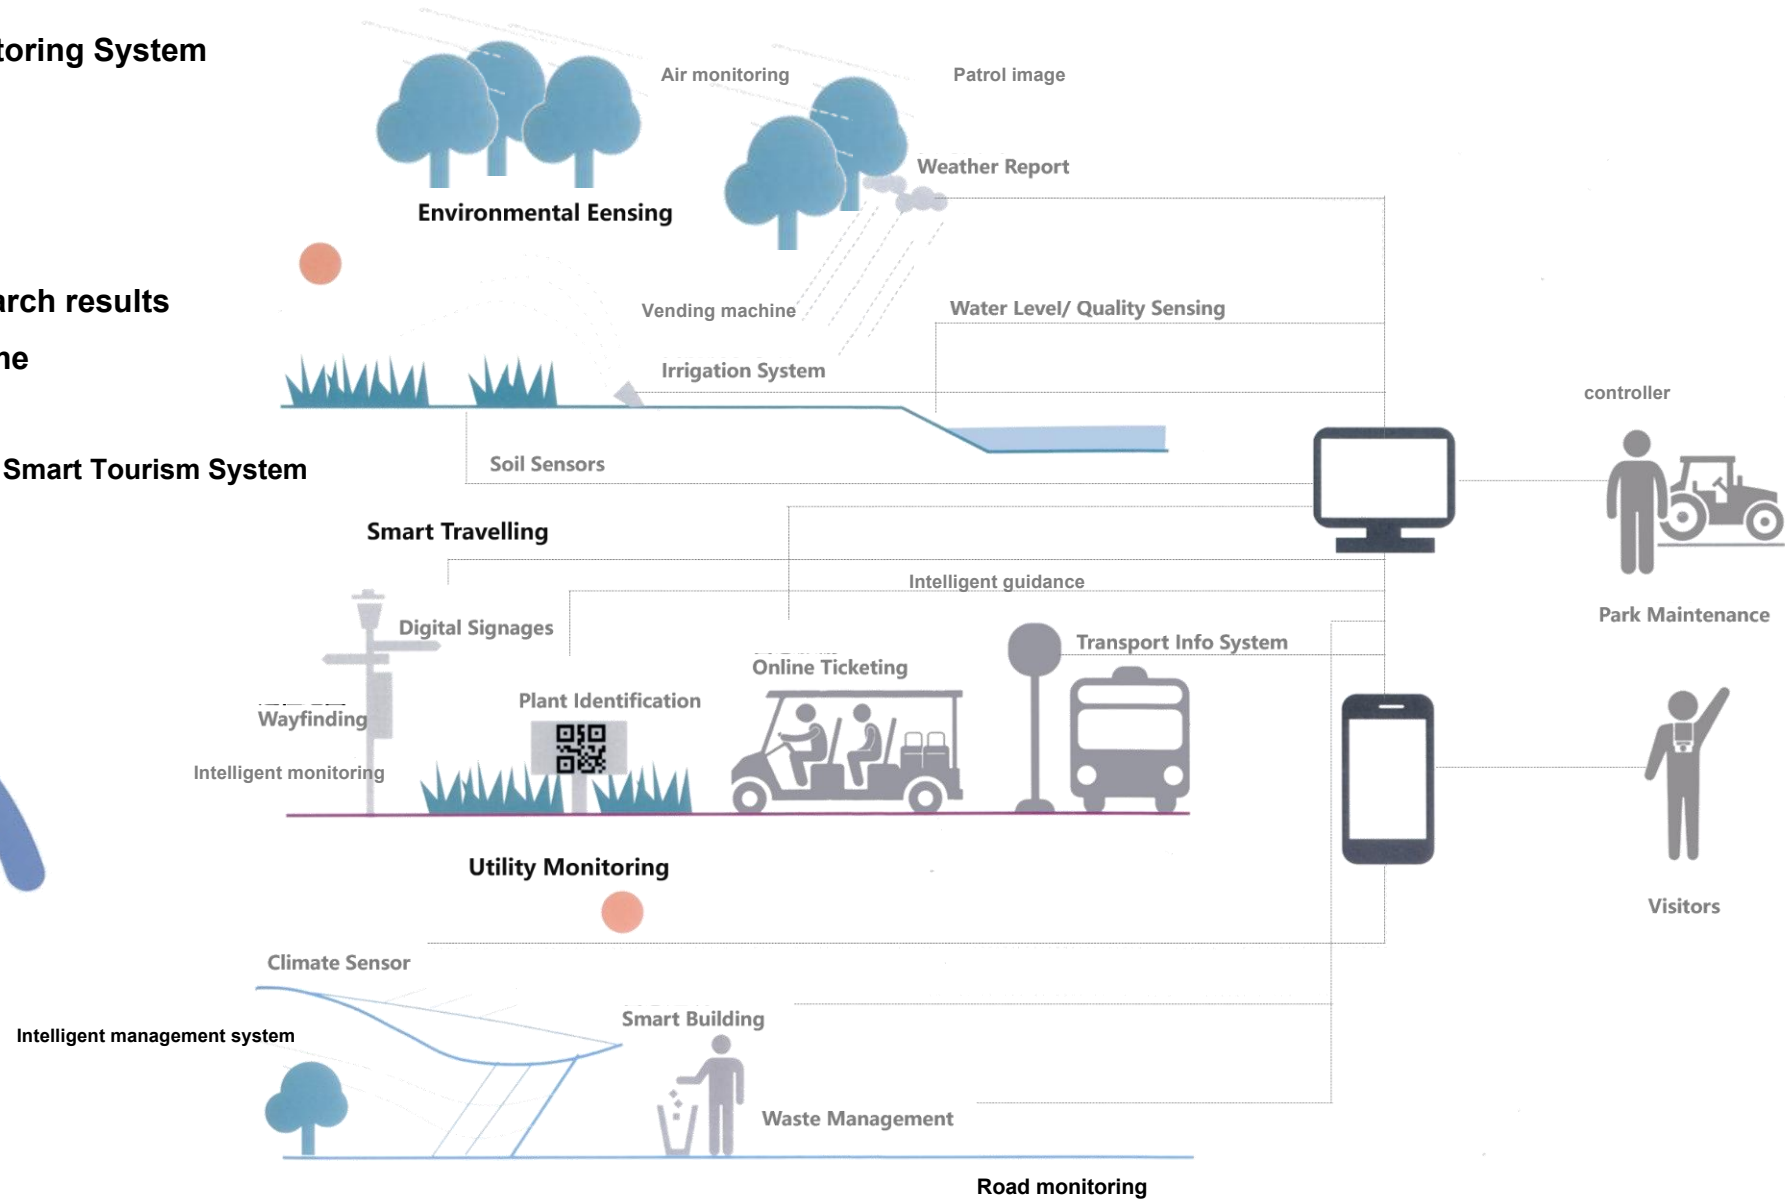 toring System
Air monitoring
Patrol image
Weather Report
Environmental Eensing
arch results
Vending machine
Water Level/ Quality Sensing
ne
Irrigation System
controller
Smart Tourism System
Soil Sensors
Smart Travelling
Intelligent guidance
Park Maintenance
Digital Signages
Transport Info System
Online Ticketing
Plant Identification
Wayfinding
Intelligent monitoring
Utility Monitoring
Visitors
Climate Sensor
Smart Building
Intelligent management system
Waste Management
Road monitoring